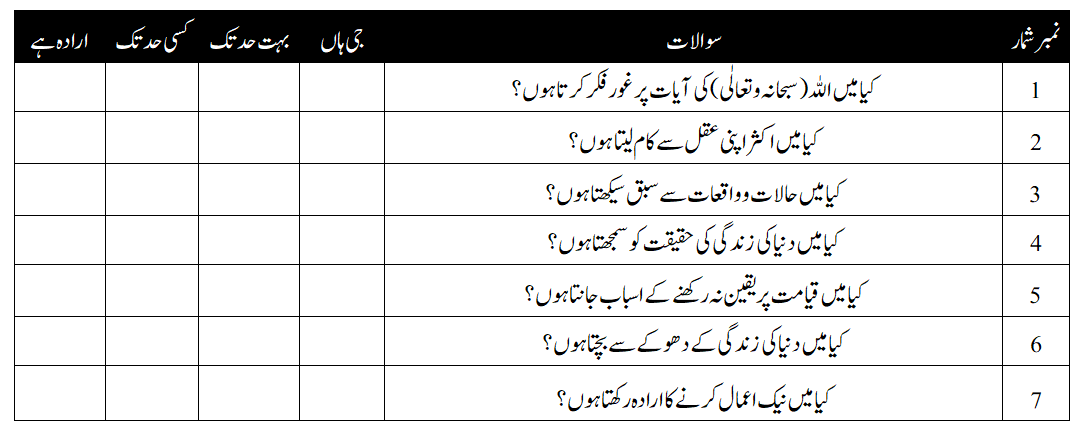 نمبر شمار سوالات جی ہاں بہت حد تک کسی حد تک ارادہ ہے
1 کیا میں اللہ (سبحانہ وتعالٰی) کی آیات پر غور فکر کرتا ہوں؟
2 کیا میں اکثر اپنی عقل سے کام لیتا ہوں؟
3 کیا میں حالات وواقعات سے سبق سیکھتا ہوں؟
4 کیا میں دنیا کی زندگی کی حقیقت کو سمجھتا ہوں؟
5 کیا میں قیامت پر یقین نہ رکھنے کے اسباب جانتا ہوں؟
6 کیا میں دنیا کی زندگی کے دھوکے سے بچتا ہوں؟
7 کیا میں نیک اعمال کرنے کا ارادہ رکھتا ہوں؟